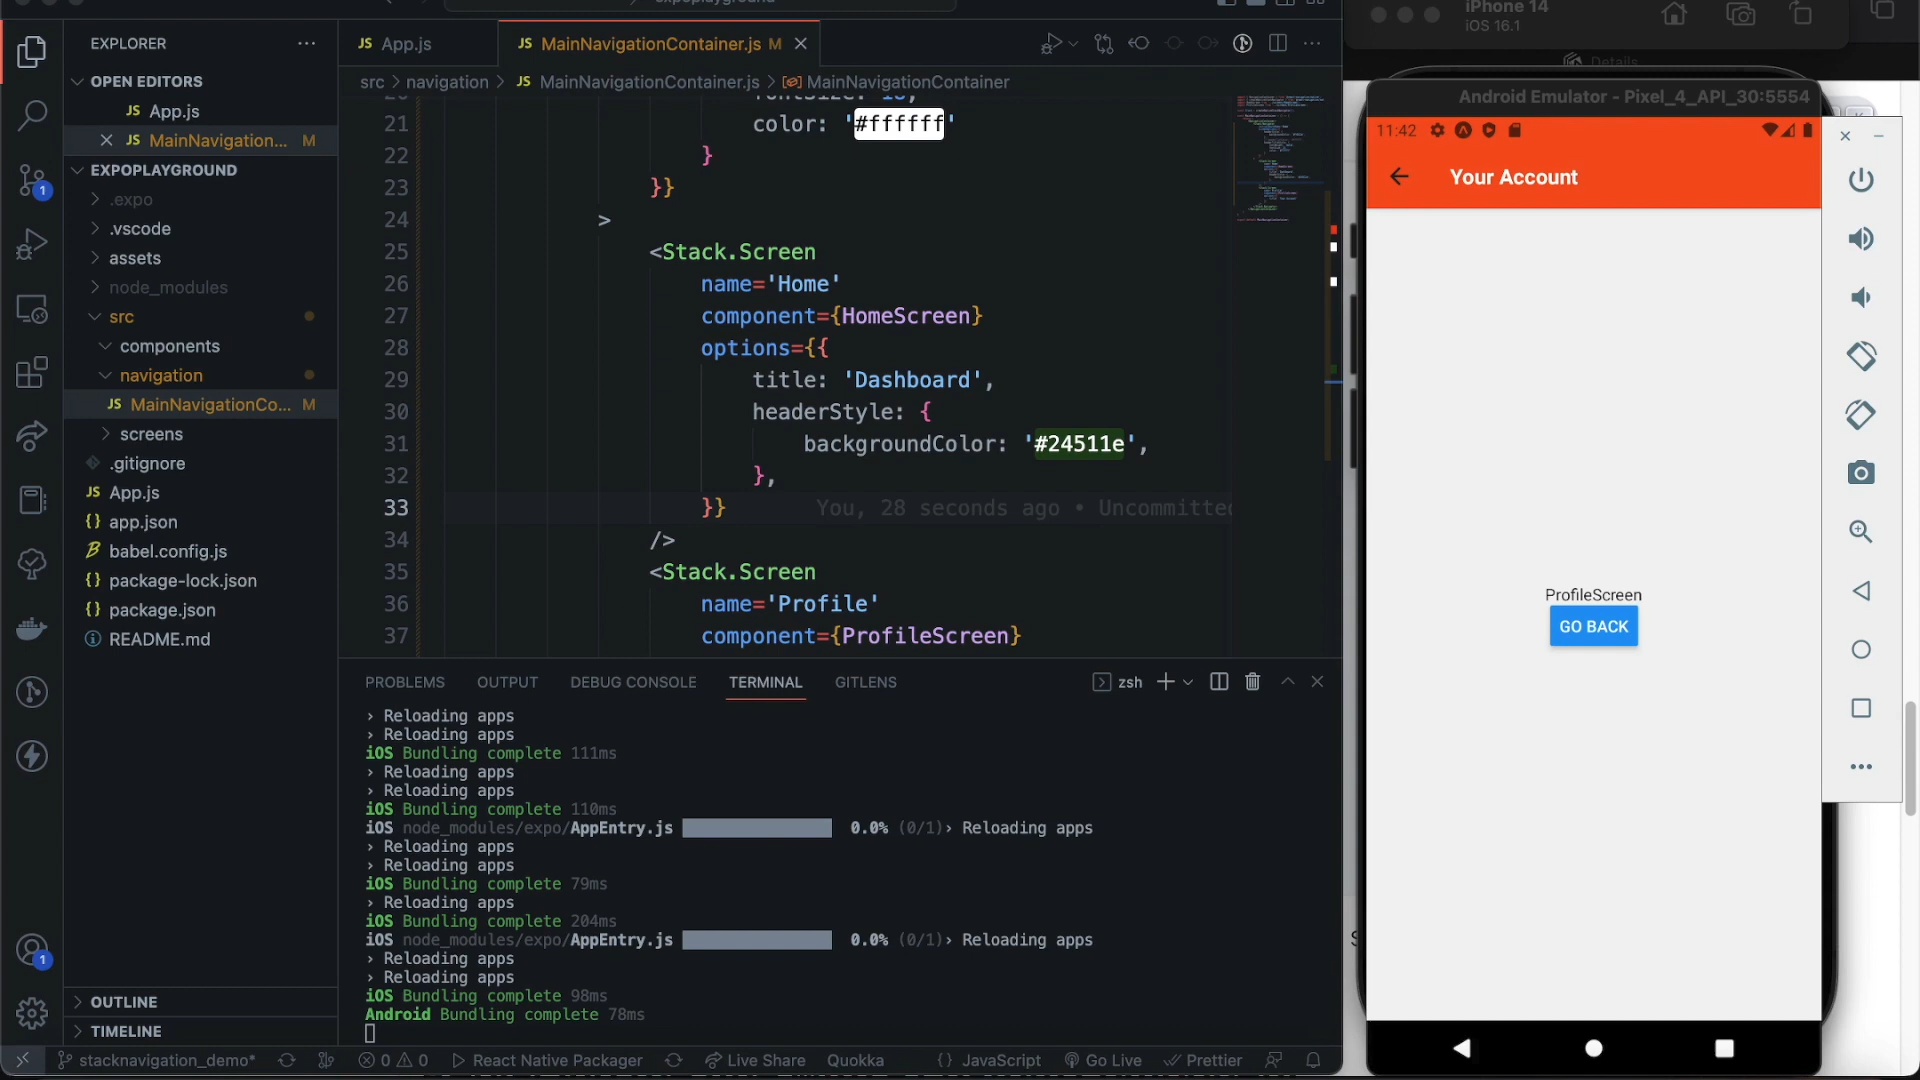 expoplayground
EXPLORER
OPEN EDITORS
JS App.js
JS MainNavigation... M
EXPOPLAYGROUND
.expo
.vscode
assets
node_modules
src
components
navigation
JS MainNavigationCo... M
screens
.gitignore
JS App.js
{} app.json
babel.config.js
{} package-lock.json
{} package.json
README.md
OUTLINE
TIMELINE
1
1
JS App.js
JS MainNavigationContainer.js M
src > navigation > JS MainNavigationContainer.js > MainNavigationContainer
21 color: '#ffffff'
22 }
23 }}
24 >
25 <Stack.Screen
26 name='Home'
27 component={HomeScreen}
28 options={{
29 title: 'Dashboard',
30 headerStyle: {
31 backgroundColor: '#24511e',
32 },
33 }} You, 28 seconds ago • Uncommitted
34 />
35 <Stack.Screen
36 name='Profile'
37 component={ProfileScreen}
PROBLEMS OUTPUT DEBUG CONSOLE TERMINAL GITLENS
zsh
› Reloading apps
› Reloading apps
iOS Bundling complete 111ms
› Reloading apps
› Reloading apps
iOS Bundling complete 110ms
iOS node_modules/expo/AppEntry.js 0.0% (0/1)› Reloading apps
› Reloading apps
› Reloading apps
iOS Bundling complete 79ms
› Reloading apps
iOS Bundling complete 204ms
iOS node_modules/expo/AppEntry.js 0.0% (0/1)› Reloading apps
› Reloading apps
› Reloading apps
iOS Bundling complete 98ms
Android Bundling complete 78ms
stacknavigation_demo* 0 0 React Native Packager Live Share Quokka {} JavaScript Go Live Prettier
iPhone 14
iOS 16.1
Details
Android Emulator - Pixel_4_API_30:5554
11:42
Your Account
ProfileScreen
GO BACK